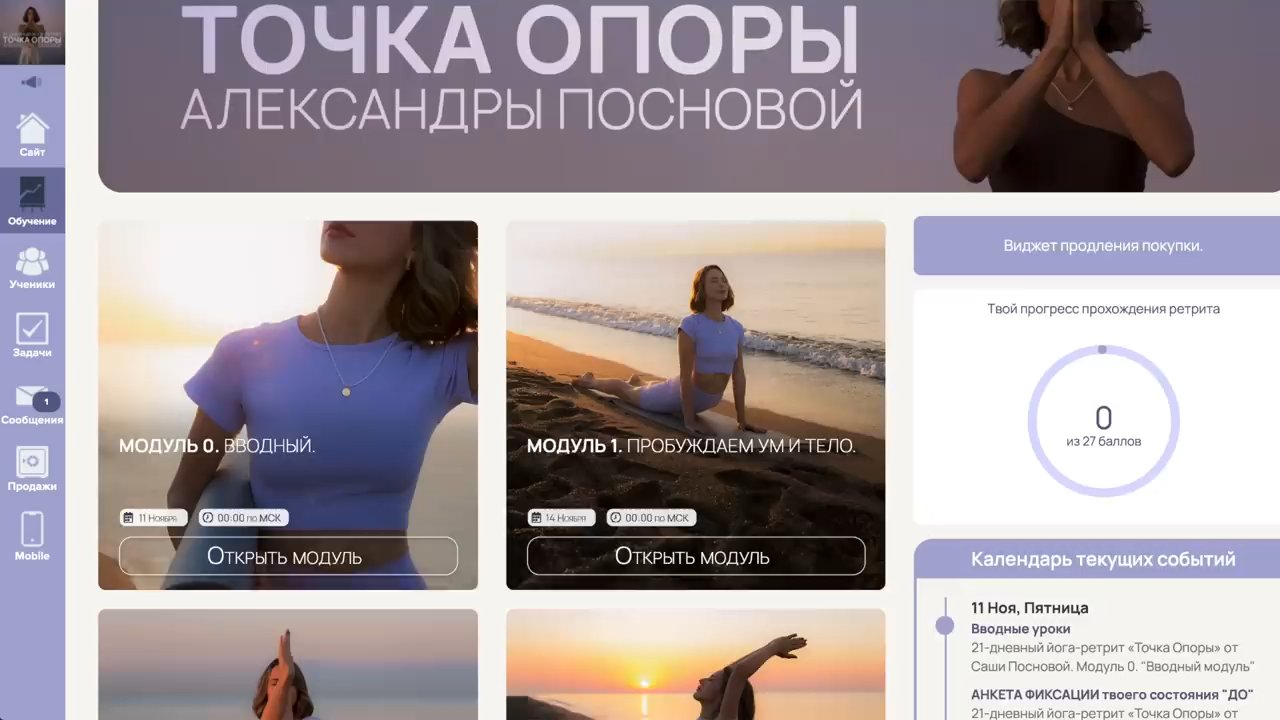 ТОЧКА ОПОРЫ
АЛЕКСАНДРЫ ПОСНОВОЙ
ТОЧКА ОПОРЫ
Сайт
Обучение
Ученики
Задачи
1
Сообщения
Продажи
Mobile
МОДУЛЬ 0. ВВОДНЫЙ.
11 Ноября
00:00 по МСК
Открыть модуль
МОДУЛЬ 1. ПРОБУЖДАЕМ УМ И ТЕЛО.
14 Ноября
00:00 по МСК
Открыть модуль
Виджет продления покупки.
Твой прогресс прохождения ретрита
0
из 27 баллов
Календарь текущих событий
11 Ноя, Пятница
Вводные уроки
21-дневный йога-ретрит «Точка Опоры» от
Саши Посновой. Модуль 0. "Вводный модуль"
АНКЕТА ФИКСАЦИИ твоего состояния "ДО"
21-дневный йога-ретрит «Точка Опоры» от